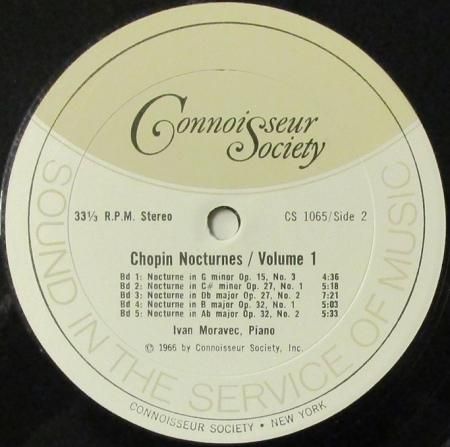 Connoisseur
Society
SOUND IN THE SERVICE OF MUSIC
33⅓ R.P.M. Stereo
CS 1065/Side 2
Chopin Nocturnes / Volume 1
Bd 1: Nocturne in G minor Op. 15, No. 3 4:36
Bd 2: Nocturne in C# minor Op. 27, No. 1 5:18
Bd 3: Nocturne in Db major Op. 27, No. 2 7:21
Bd 4: Nocturne in B major Op. 32, No. 1 5:03
Bd 5: Nocturne in Ab major Op. 32, No. 2 5:33
Ivan Moravec, Piano
© 1966 by Connoisseur Society, Inc.
CONNOISSEUR SOCIETY • NEW YORK